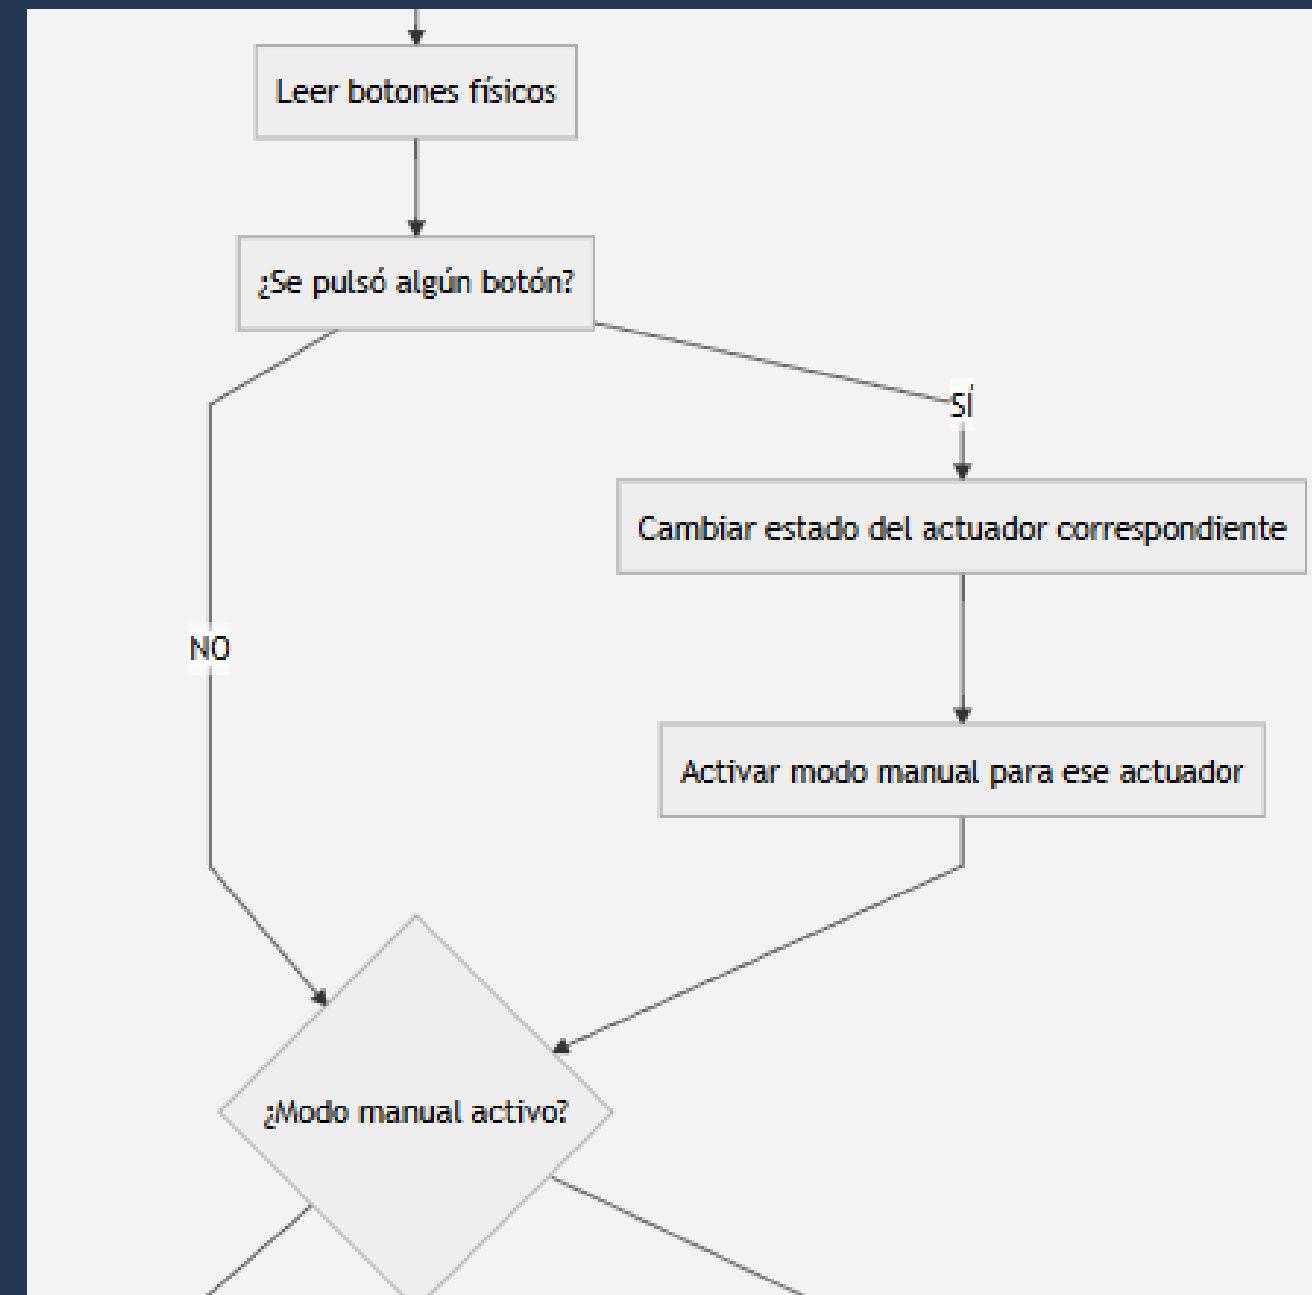 Leer botones físicos
¿Se pulsó algún botón?
SÍ
Cambiar estado del actuador correspondiente
NO
Activar modo manual para ese actuador
¿Modo manual activo?